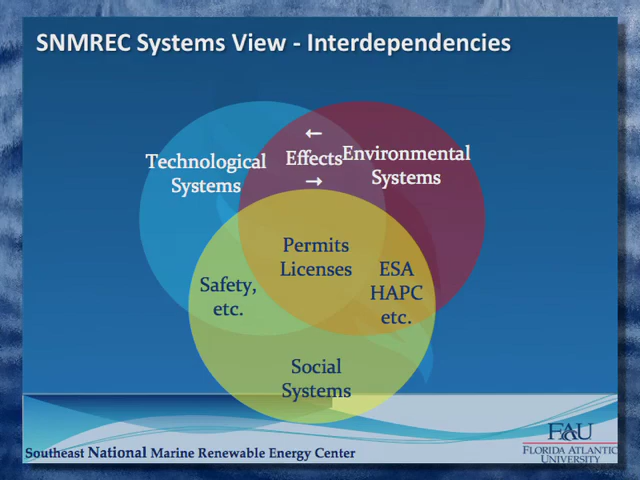 SNMREC Systems View - Interdependencies
←
Technological
Systems
Effects
→
Environmental
Systems
Permits
Licenses
Safety,
etc.
ESA
HAPC
etc.
Social
Systems
Southeast National Marine Renewable Energy Center
FAU
FLORIDA ATLANTIC
UNIVERSITY